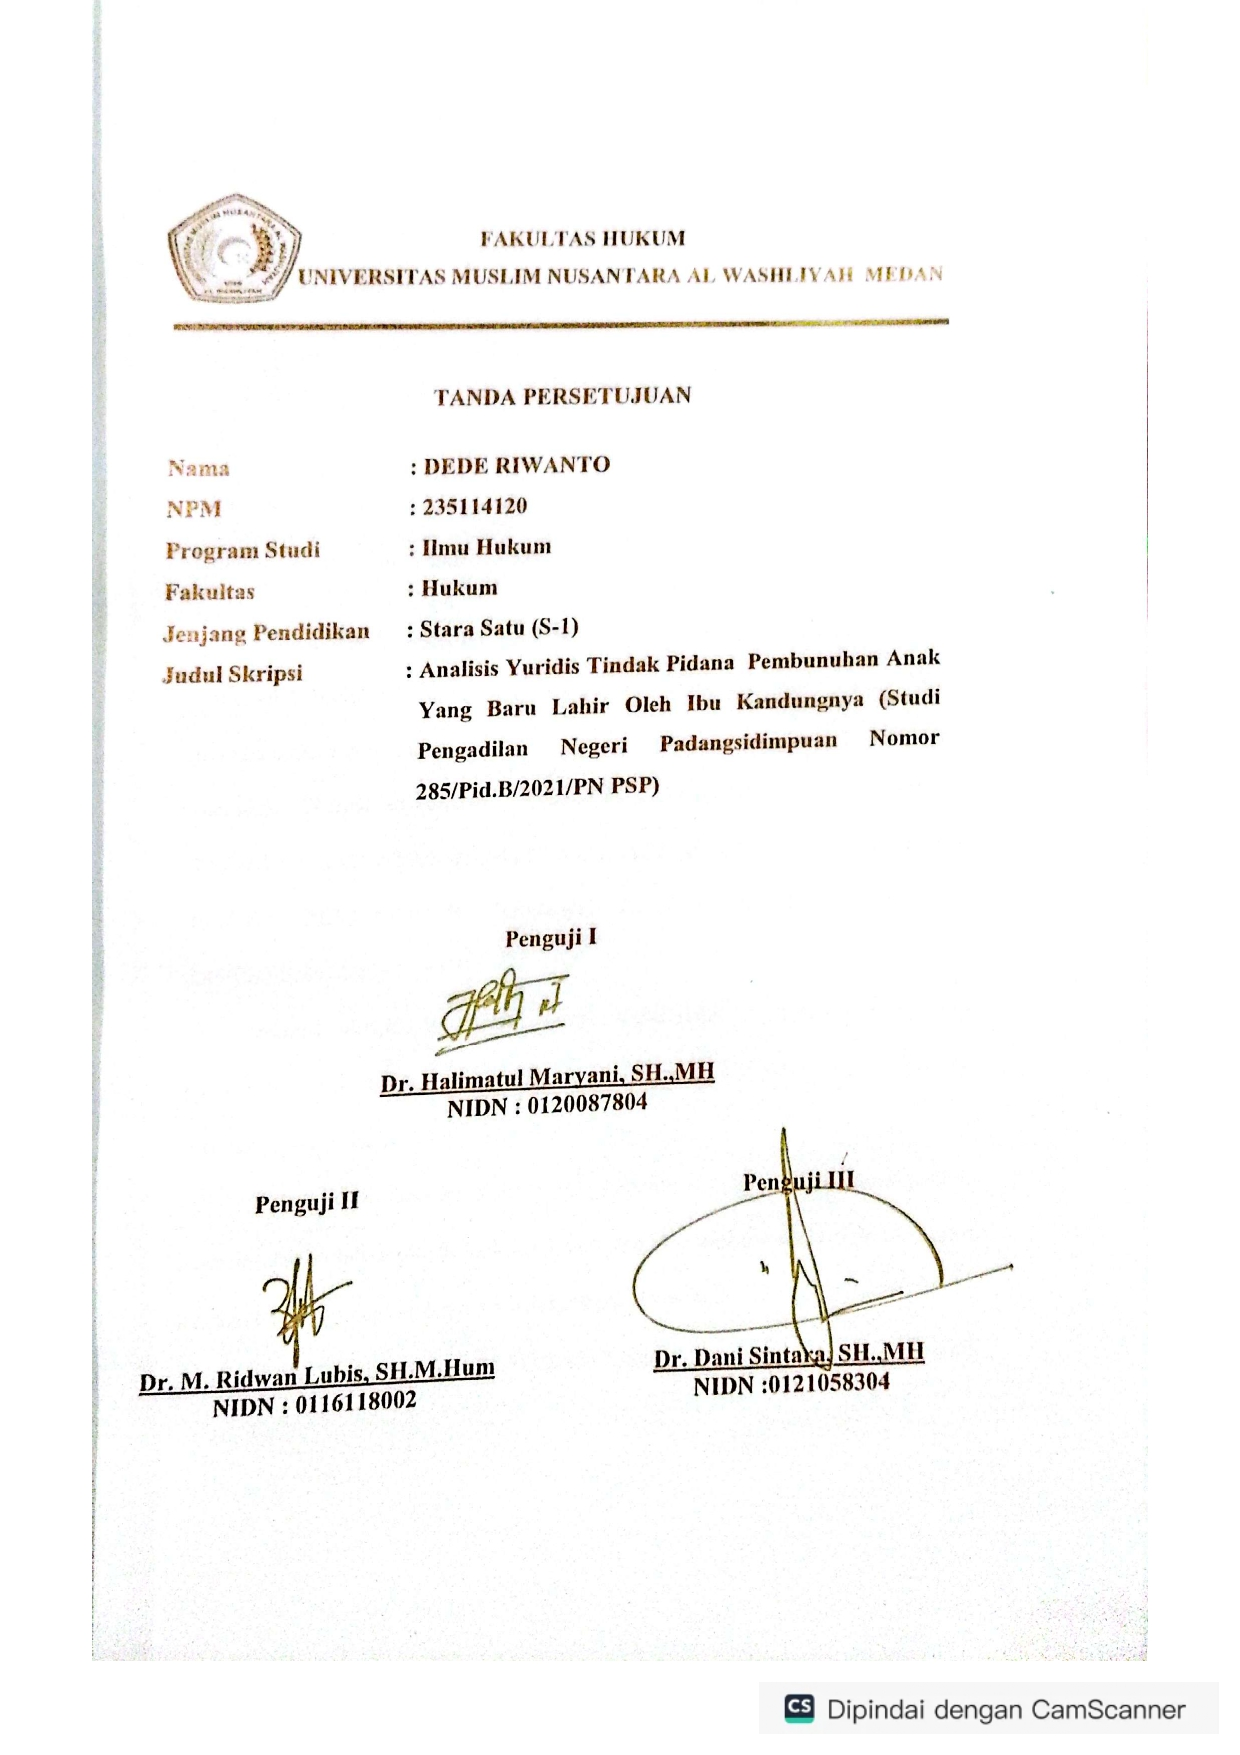 FAKULTAS HUKUM
UNIVERSITAS MUSLIM NUSANTARA AL WASHLIYAH MEDAN
TANDA PERSETUJUAN
Nama : DEDE RIWANTO
NPM : 235114120
Program Studi : Ilmu Hukum
Fakultas : Hukum
Jenjang Pendidikan : Stara Satu (S-1)
Judul Skripsi : Analisis Yuridis Tindak Pidana Pembunuhan Anak
Yang Baru Lahir Oleh Ibu Kandungnya (Studi
Pengadilan Negeri Padangsidimpuan Nomor
285/Pid.B/2021/PN PSP)
Penguji I
Dr. Halimatul Maryani, SH.,MH
NIDN : 0120087804
Penguji II
Dr. M. Ridwan Lubis, SH.M.Hum
NIDN : 0116118002
Penguji III
Dr. Dani Sintara, SH.,MH
NIDN :0121058304
CS Dipindai dengan CamScanner